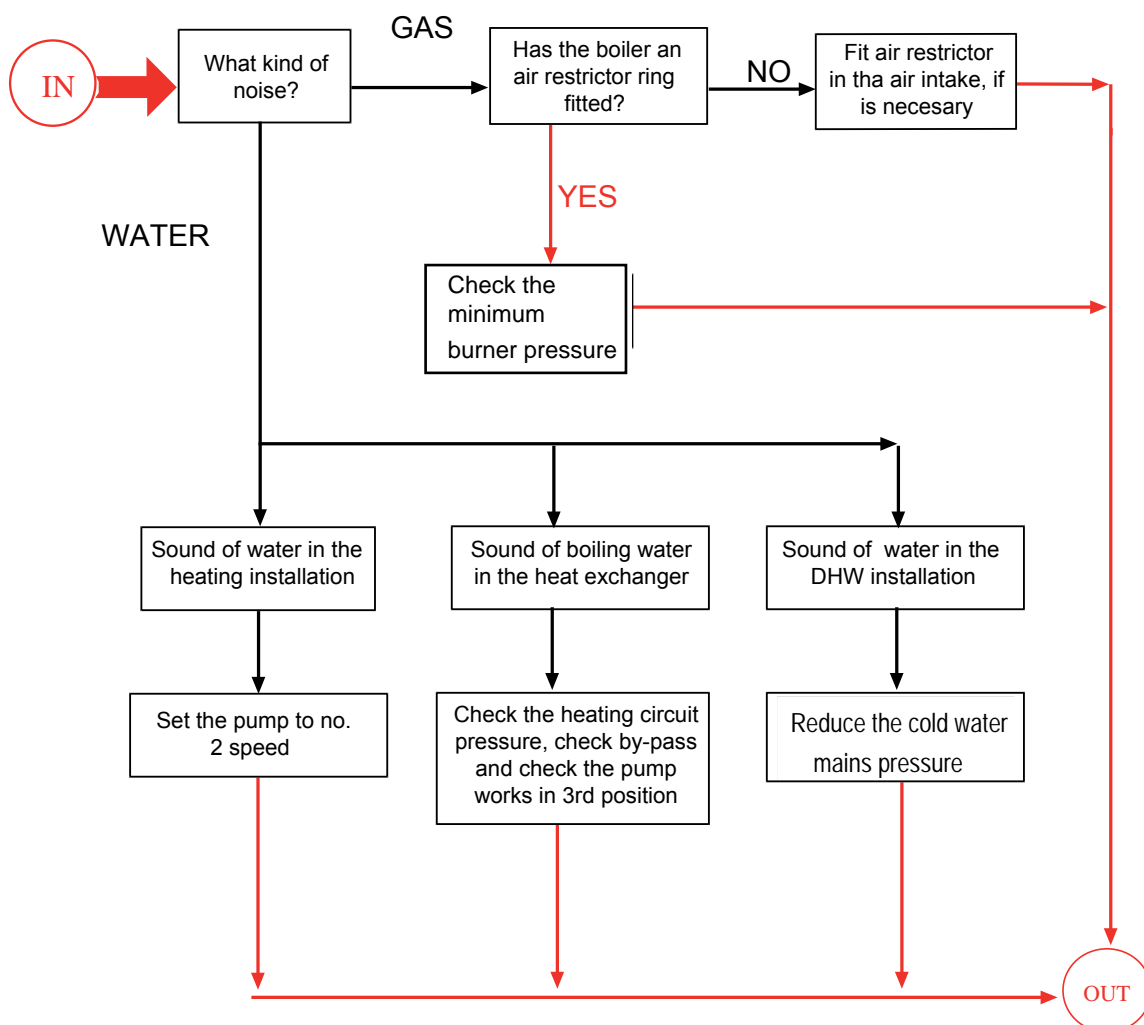 GAS
IN
What kind of
noise?
Has the boiler an
air restrictor ring
fitted?
NO
Fit air restrictor
in tha air intake, if
is necesary
YES
WATER
Check the
minimum
burner pressure
Sound of water in the
heating installation
Sound of boiling water
in the heat exchanger
Sound of water in the
DHW installation
Set the pump to no.
2 speed
Check the heating circuit
pressure, check by-pass
and check the pump
works in 3rd position
Reduce the cold water
mains pressure
OUT